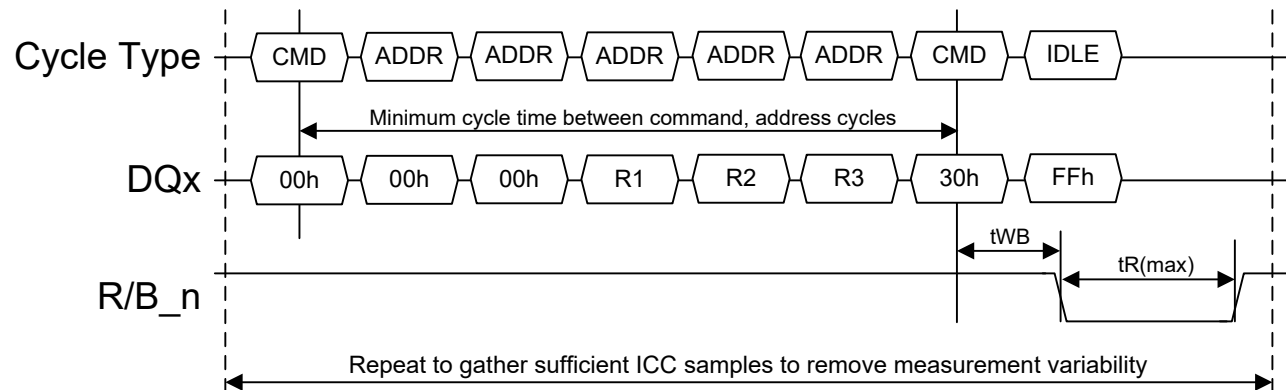 Cycle Type CMD ADDR ADDR ADDR ADDR ADDR CMD IDLE
Minimum cycle time between command, address cycles
DQx 00h 00h 00h R1 R2 R3 30h FFh
tWB
tR(max)
R/B_n
Repeat to gather sufficient ICC samples to remove measurement variability